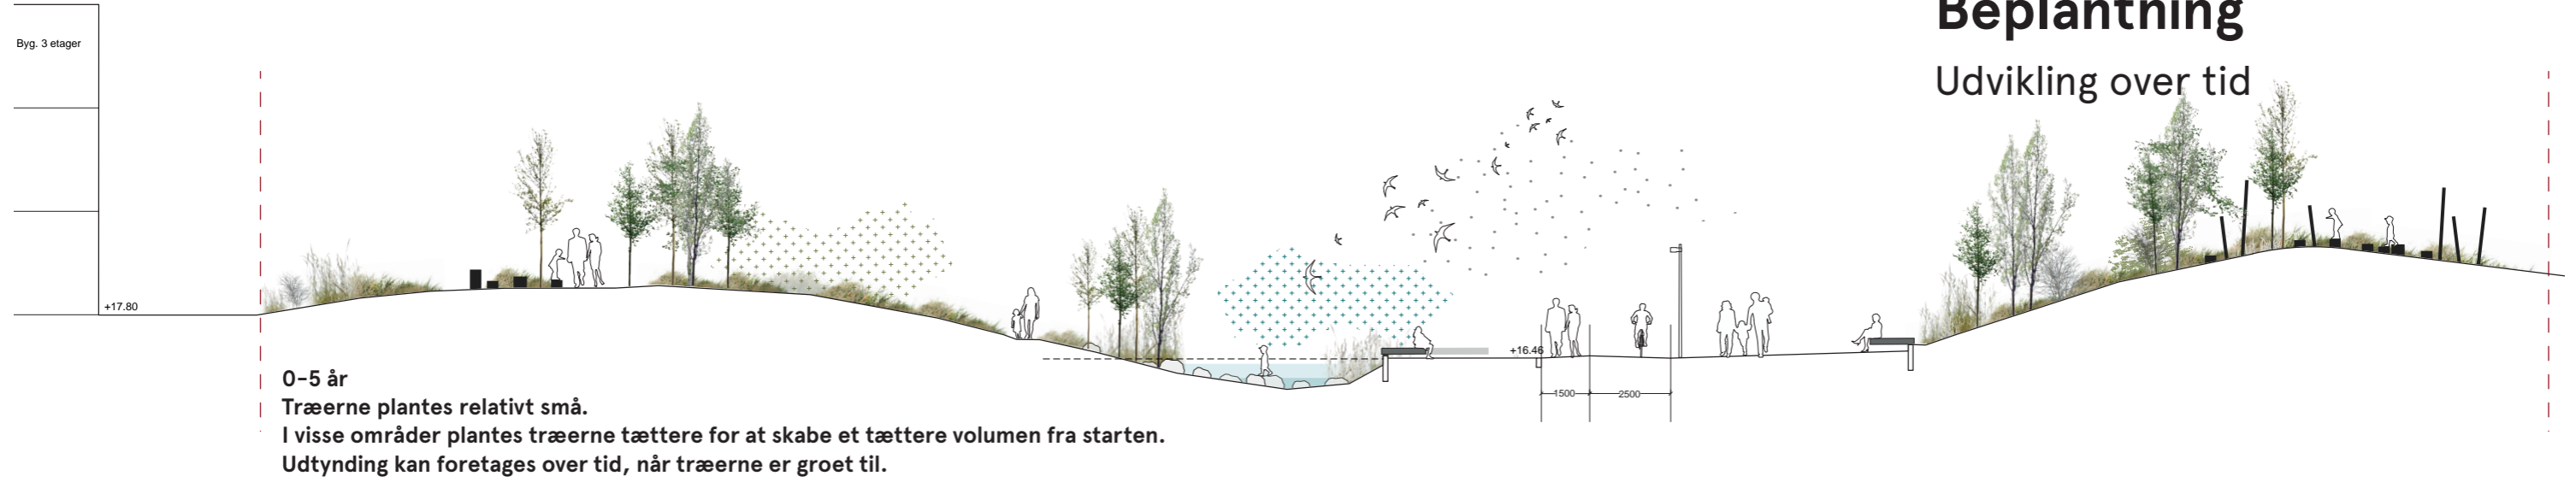 Beplantning
Udvikling over tid
Byg. 3 etager
+17.80
+16.46
1500
2500
0-5 år
Træerne plantes relativt små.
I visse områder plantes træerne tættere for at skabe et tættere volumen fra starten.
Udtynding kan foretages over tid, når træerne er groet til.